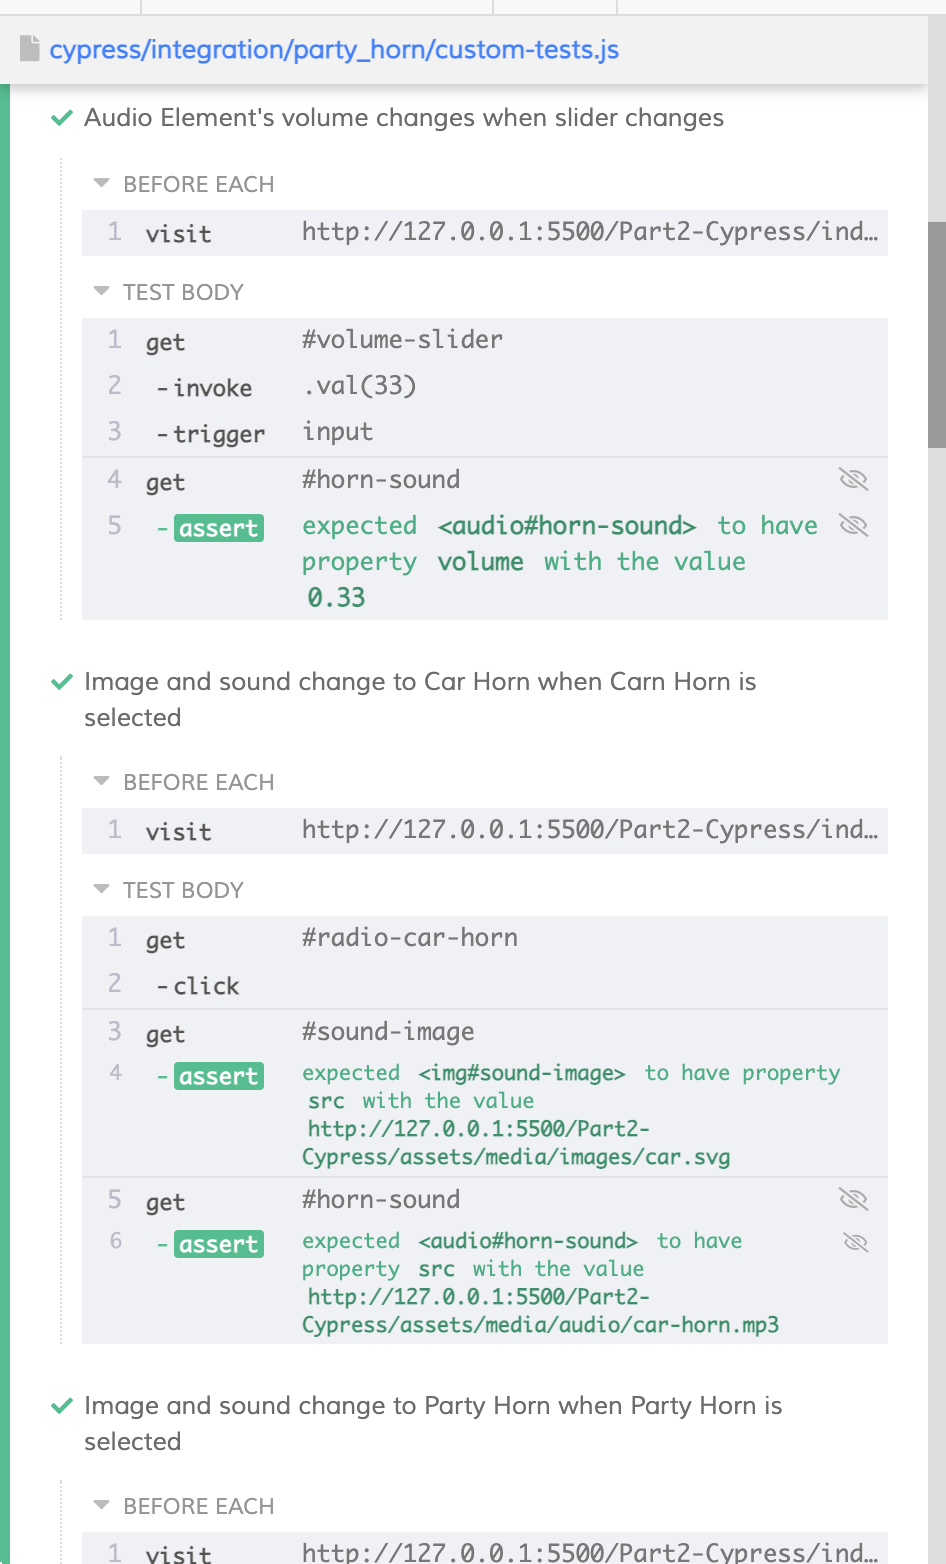 cypress/integration/party_horn/custom-tests.js
Audio Element's volume changes when slider changes
BEFORE EACH
1 visit http://127.0.0.1:5500/Part2-Cypress/ind…
TEST BODY
1 get #volume-slider
2 -invoke .val(33)
3 -trigger input
4 get #horn-sound
5 -assert expected <audio#horn-sound> to have
property volume with the value
0.33
Image and sound change to Car Horn when Carn Horn is
selected
BEFORE EACH
1 visit http://127.0.0.1:5500/Part2-Cypress/ind…
TEST BODY
1 get #radio-car-horn
2 -click
3 get #sound-image
4 -assert expected <img#sound-image> to have property
src with the value
http://127.0.0.1:5500/Part2-
Cypress/assets/media/images/car.svg
5 get #horn-sound
6 -assert expected <audio#horn-sound> to have
property src with the value
http://127.0.0.1:5500/Part2-
Cypress/assets/media/audio/car-horn.mp3
Image and sound change to Party Horn when Party Horn is
selected
BEFORE EACH
1 visit http://127.0.0.1:5500/Part2-Cypress/ind…